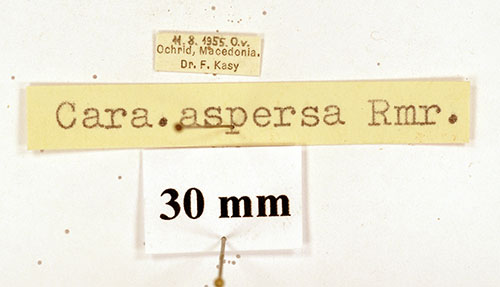 11. 8. 1955. O.v.
Ochrid, Macedonia.
Dr. F. Kasy
Cara. aspersa Rmr.
30 mm